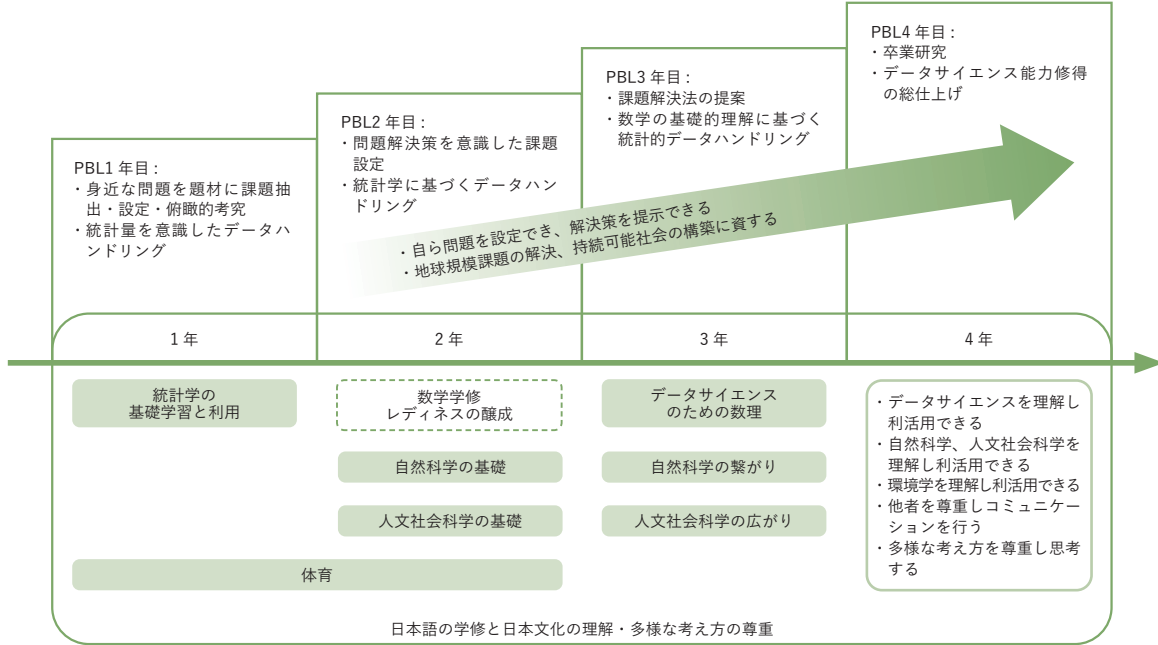 PBL1 年目 :
・身近な問題を題材に課題抽
出・設定・俯瞰的考究
・統計量を意識したデータハ
ンドリング
PBL2 年目 :
・問題解決策を意識した課題
設定
・統計学に基づくデータハン
ドリング
PBL3 年目 :
・課題解決法の提案
・数学の基礎的理解に基づく
統計的データハンドリング
PBL4 年目 :
・卒業研究
・データサイエンス能力修得
の総仕上げ
・自ら問題を設定でき、解決策を提示できる
・地球規模課題の解決、持続可能社会の構築に資する
1 年
2 年
3 年
4 年
統計学の
基礎学習と利用
数学学修
レディネスの醸成
データサイエンス
のための数理
自然科学の基礎
自然科学の繋がり
人文社会科学の基礎
人文社会科学の広がり
体育
・データサイエンスを理解し
利活用できる
・自然科学、人文社会科学を
理解し利活用できる
・環境学を理解し利活用できる
・他者を尊重しコミュニケー
ションを行う
・多様な考え方を尊重し思考
する
日本語の学修と日本文化の理解・多様な考え方の尊重